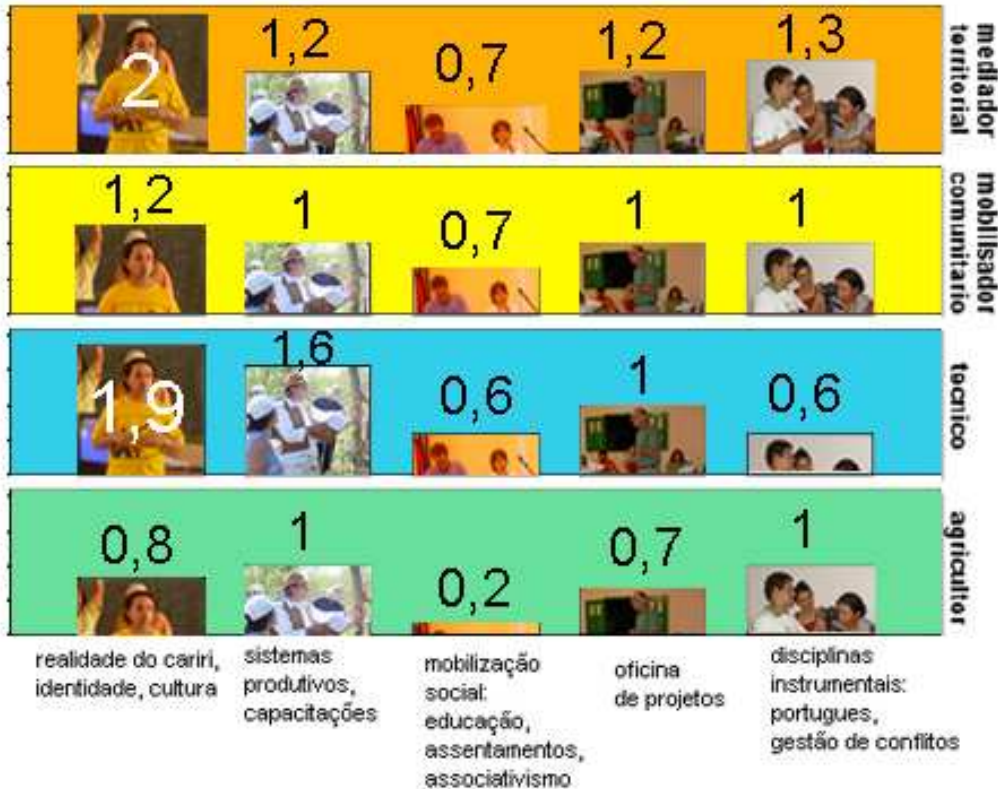 2
1,2
0,7
1,2
1,3
mediador
territorial
1,2
1
0,7
1
1
mobilisador
comunitario
1,9
1,6
0,6
1
0,6
tecnico
0,8
1
0,2
0,7
1
agricultor
realidade do cariri,
identidade, cultura
sistemas
produtivos,
capacitações
mobilização
social:
educação,
assentamentos,
associativismo
oficina
de projetos
disciplinas
instrumentais:
portugues,
gestão de conflitos